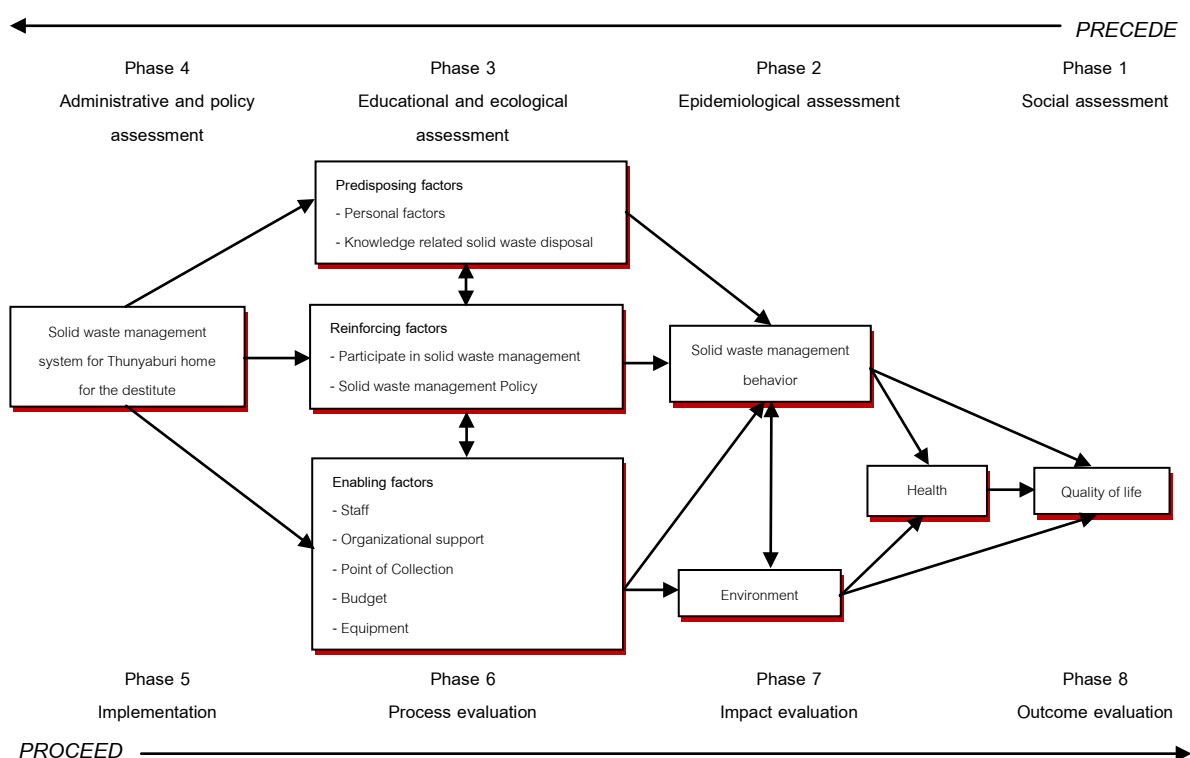 PRECEDE
Phase 4
Administrative and policy
assessment
Phase 3
Educational and ecological
assessment
Phase 2
Epidemiological assessment
Phase 1
Social assessment
Predisposing factors
- Personal factors
- Knowledge related solid waste disposal
Solid waste management
system for Thunyaburi home
for the destitute
Reinforcing factors
- Participate in solid waste management
- Solid waste management Policy
Solid waste management
behavior
Enabling factors
- Staff
- Organizational support
- Point of Collection
- Budget
- Equipment
Health
Quality of life
Environment
Phase 5
Implementation
Phase 6
Process evaluation
Phase 7
Impact evaluation
Phase 8
Outcome evaluation
PROCEED